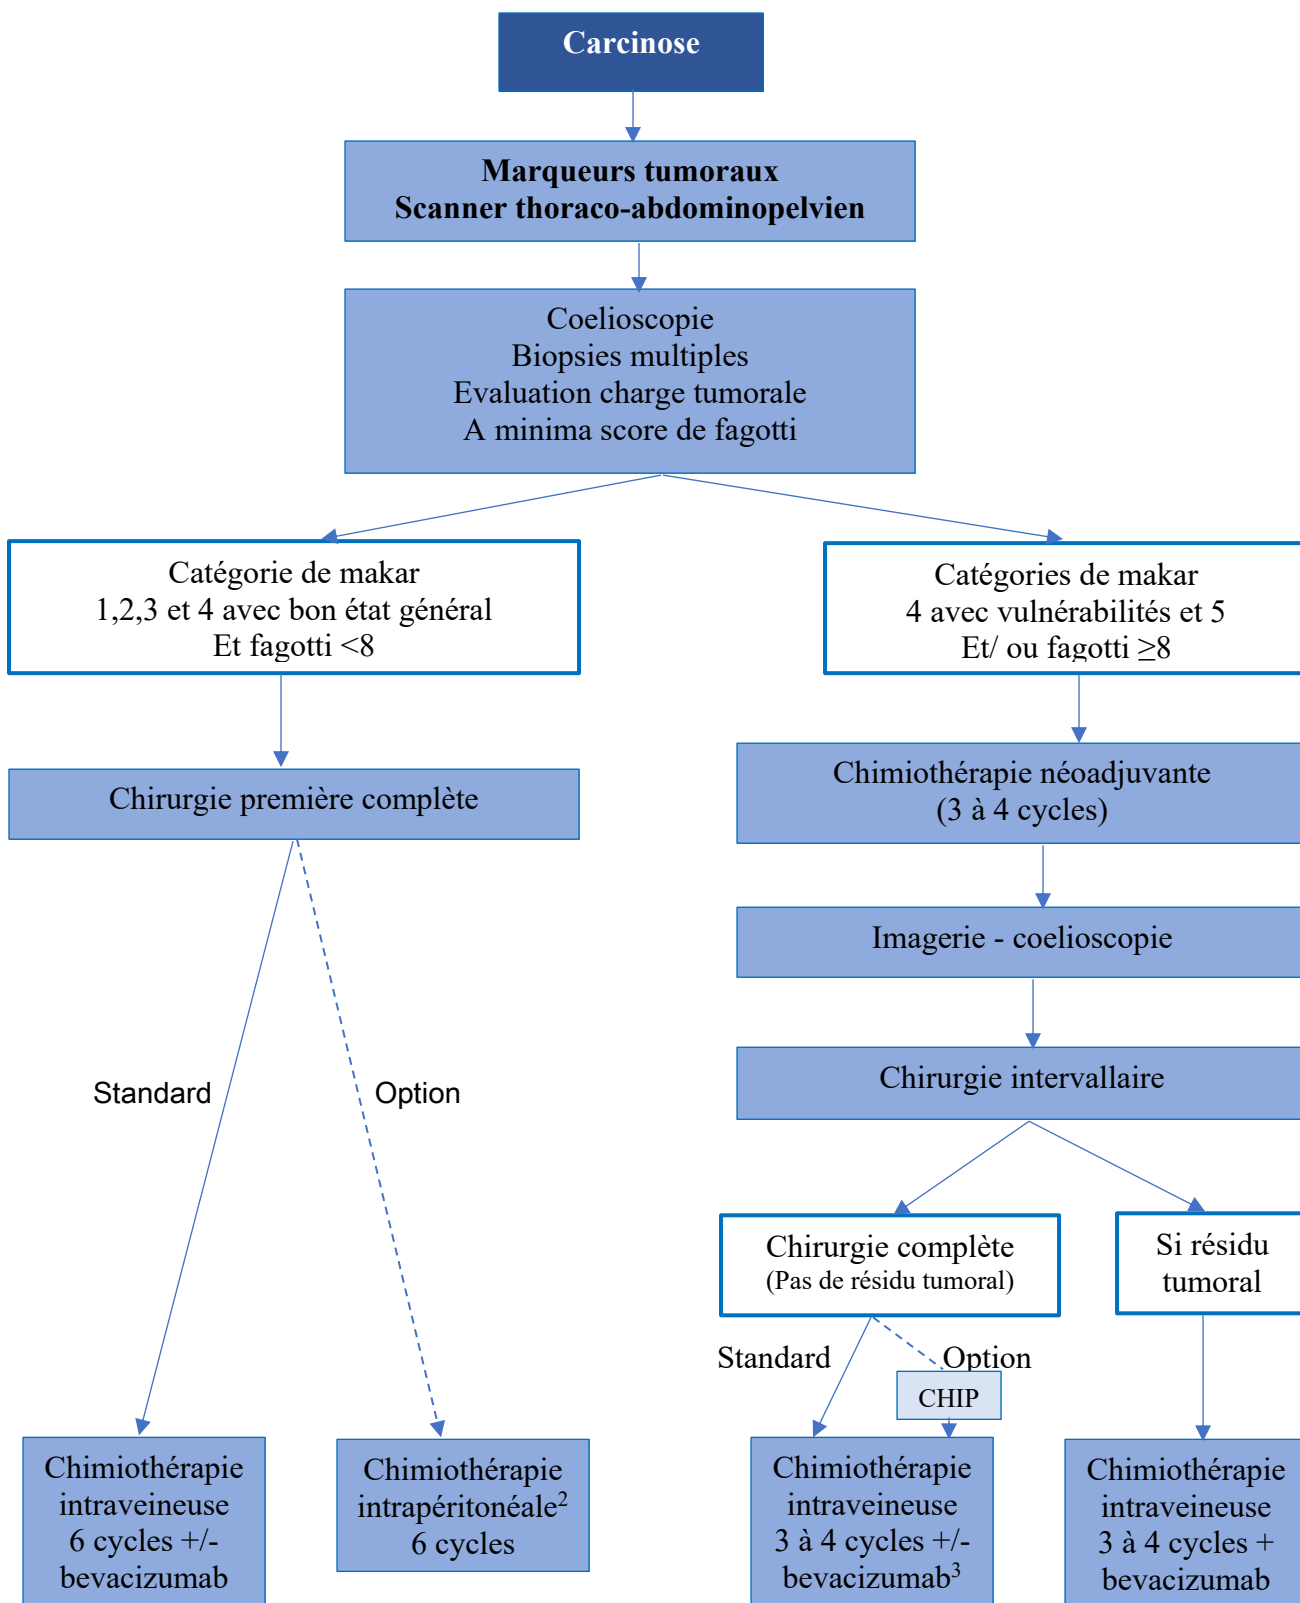 Carcinose
Marqueurs tumoraux
Scanner thoraco-abdominopelvien
Coelioscopie
Biopsies multiples
Evaluation charge tumorale
A minima score de fagotti
Catégorie de makar
1,2,3 et 4 avec bon état général
Et fagotti <8
Catégories de makar
4 avec vulnérabilités et 5
Et/ ou fagotti ≥8
Chirurgie première complète
Chimiothérapie néoadjuvante
(3 à 4 cycles)
Imagerie - coelioscopie
Chirurgie intervallaire
Standard
Option
Chirurgie complète
(Pas de résidu tumoral)
Si résidu
tumoral
Standard
Option
CHIP
Chimiothérapie
intraveineuse
6 cycles +/-
bevacizumab
Chimiothérapie
intrapéritonéale²
6 cycles
Chimiothérapie
intraveineuse
3 à 4 cycles +/-
bevacizumab³
Chimiothérapie
intraveineuse
3 à 4 cycles +
bevacizumab